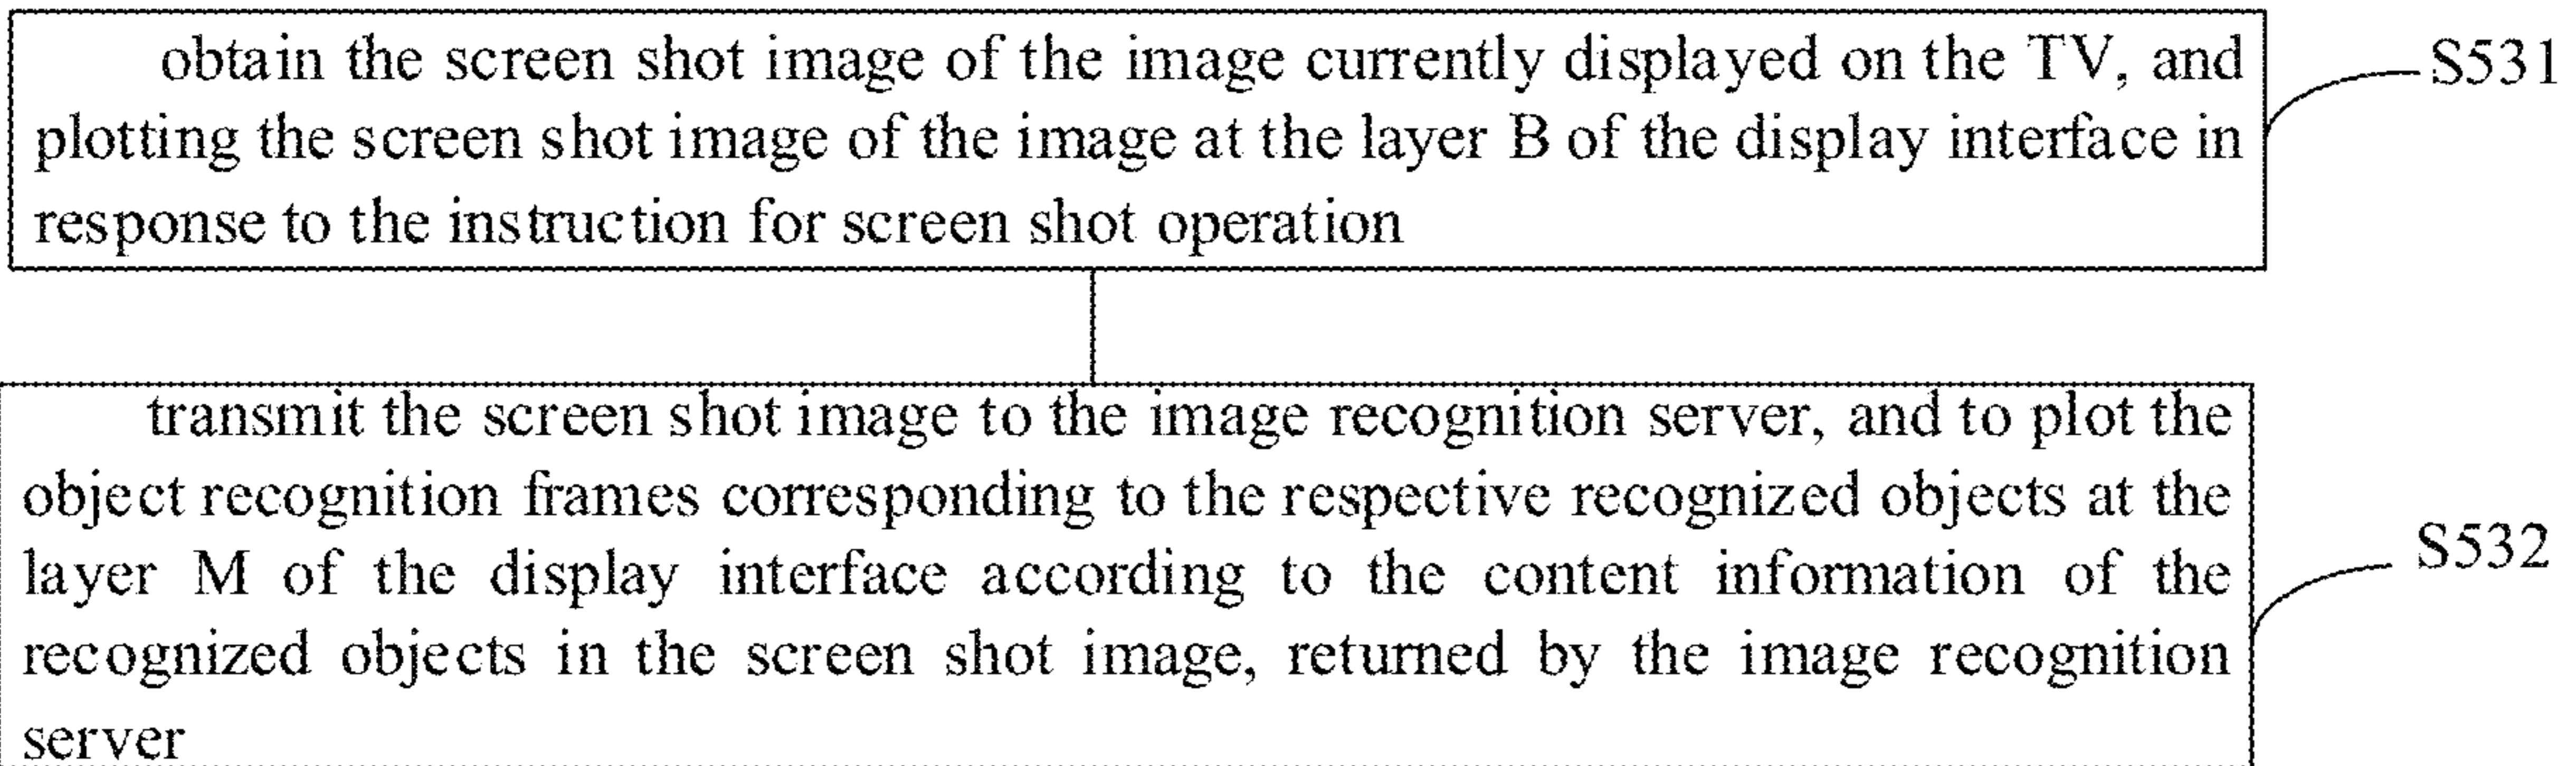 obtain the screen shot image of the image currently displayed on the TV, and
plotting the screen shot image of the image at the layer B of the display interface in
response to the instruction for screen shot operation
S531
transmit the screen shot image to the image recognition server, and to plot the
object recognition frames corresponding to the respective recognized objects at the
layer M of the display interface according to the content information of the
recognized objects in the screen shot image, returned by the image recognition
server
S532